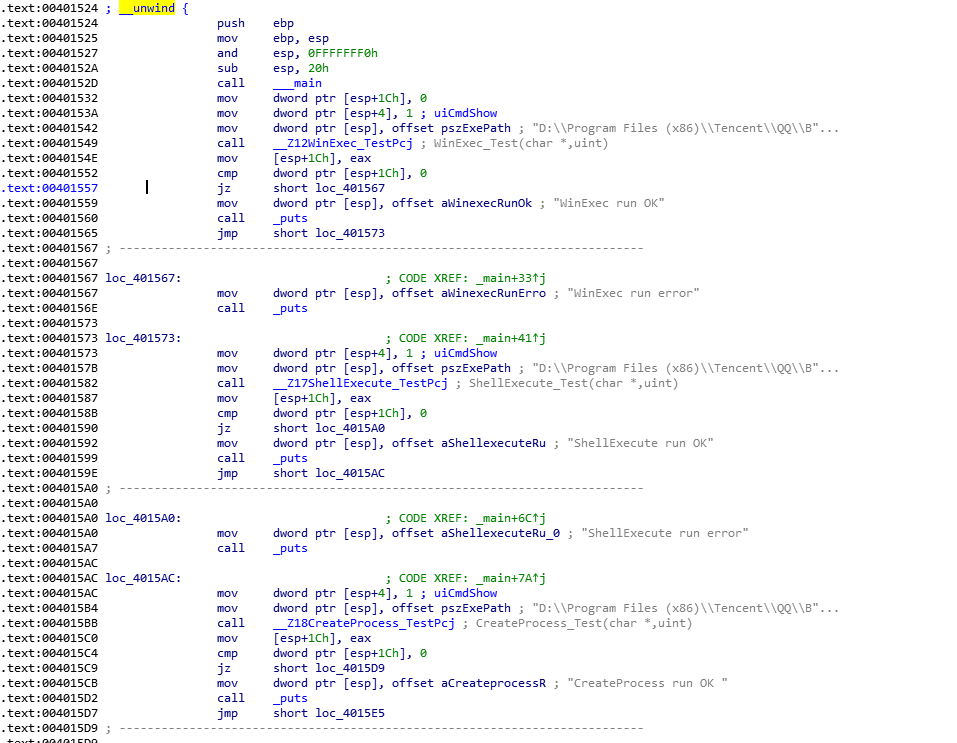 .text:00401524 ; __unwind {
.text:00401524 push ebp
.text:00401525 mov ebp, esp
.text:00401527 and esp, 0FFFFFFF0h
.text:0040152A sub esp, 20h
.text:0040152D call ___main
.text:00401532 mov dword ptr [esp+1Ch], 0
.text:0040153A mov dword ptr [esp+4], 1 ; uiCmdShow
.text:00401542 mov dword ptr [esp], offset pszExePath ; "D:\\Program Files (x86)\\Tencent\\QQ\\B"...
.text:00401549 call __Z12WinExec_TestPcj ; WinExec_Test(char *,uint)
.text:0040154E mov [esp+1Ch], eax
.text:00401552 cmp dword ptr [esp+1Ch], 0
.text:00401557 jz short loc_401567
.text:00401559 mov dword ptr [esp], offset aWinexecRunOk ; "WinExec run OK"
.text:00401560 call _puts
.text:00401565 jmp short loc_401573
.text:00401567 ; ---------------------------------------------------------------------------
.text:00401567
.text:00401567 loc_401567: ; CODE XREF: _main+33↑j
.text:00401567 mov dword ptr [esp], offset aWinexecRunErro ; "WinExec run error"
.text:0040156E call _puts
.text:00401573
.text:00401573 loc_401573: ; CODE XREF: _main+41↑j
.text:00401573 mov dword ptr [esp+4], 1 ; uiCmdShow
.text:0040157B mov dword ptr [esp], offset pszExePath ; "D:\\Program Files (x86)\\Tencent\\QQ\\B"...
.text:00401582 call __Z17ShellExecute_TestPcj ; ShellExecute_Test(char *,uint)
.text:00401587 mov [esp+1Ch], eax
.text:0040158B cmp dword ptr [esp+1Ch], 0
.text:00401590 jz short loc_4015A0
.text:00401592 mov dword ptr [esp], offset aShellexecuteRu ; "ShellExecute run OK"
.text:00401599 call _puts
.text:0040159E jmp short loc_4015AC
.text:004015A0 ; ---------------------------------------------------------------------------
.text:004015A0
.text:004015A0 loc_4015A0: ; CODE XREF: _main+6C↑j
.text:004015A0 mov dword ptr [esp], offset aShellexecuteRu_0 ; "ShellExecute run error"
.text:004015A7 call _puts
.text:004015AC
.text:004015AC loc_4015AC: ; CODE XREF: _main+7A↑j
.text:004015AC mov dword ptr [esp+4], 1 ; uiCmdShow
.text:004015B4 mov dword ptr [esp], offset pszExePath ; "D:\\Program Files (x86)\\Tencent\\QQ\\B"...
.text:004015BB call __Z18CreateProcess_TestPcj ; CreateProcess_Test(char *,uint)
.text:004015C0 mov [esp+1Ch], eax
.text:004015C4 cmp dword ptr [esp+1Ch], 0
.text:004015C9 jz short loc_4015D9
.text:004015CB mov dword ptr [esp], offset aCreateprocessR ; "CreateProcess run OK "
.text:004015D2 call _puts
.text:004015D7 jmp short loc_4015E5
.text:004015D9 ; ---------------------------------------------------------------------------
.text:004015D9